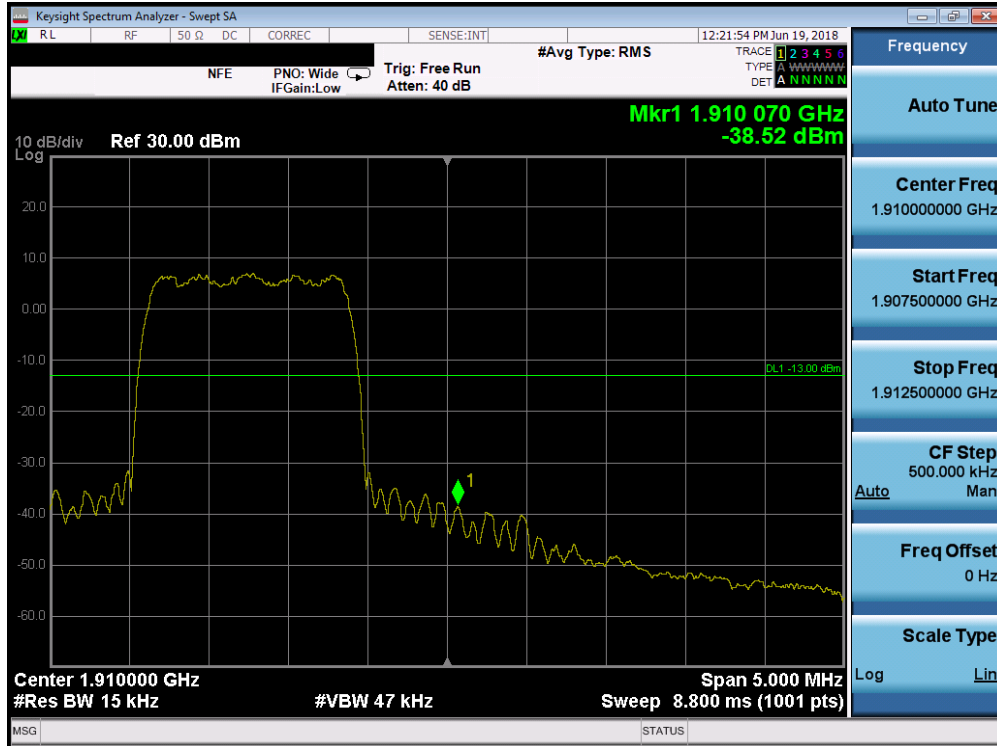 Keysight Spectrum Analyzer - Swept SA
LXI RL RF 50 Ω DC CORREC SENSE:INT 12:21:54 PM Jun 19, 2018
NFE PNO: Wide Trig: Free Run #Avg Type: RMS TRACE 1 2 3 4 5 6
IFGain:Low Atten: 40 dB TYPE A WWWWW
DET A N N N N N
Mkr1 1.910 070 GHz
-38.52 dBm
10 dB/div Ref 30.00 dBm
Log
20.0
10.0
0.00
-10.0
DL1 -13.00 dBm
-20.0
-30.0
1
-40.0
-50.0
-60.0
Center 1.910000 GHz Span 5.000 MHz
#Res BW 15 kHz #VBW 47 kHz Sweep 8.800 ms (1001 pts)
MSG STATUS
Frequency
Auto Tune
Center Freq
1.910000000 GHz
Start Freq
1.907500000 GHz
Stop Freq
1.912500000 GHz
CF Step
500.000 kHz
Auto Man
Freq Offset
0 Hz
Scale Type
Log Lin